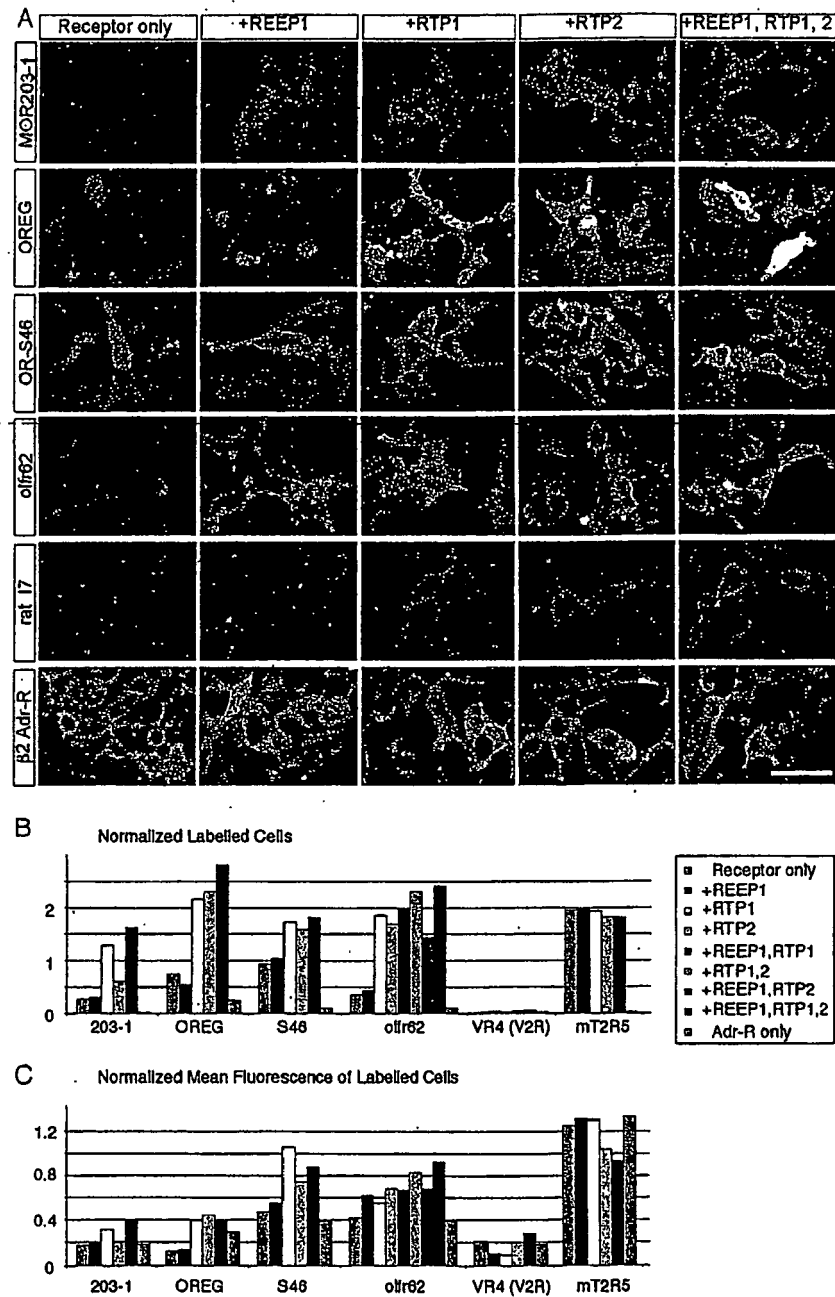 A
Receptor only
+REEP1
+RTP1
+RTP2
+REEP1, RTP1, 2
MOR203-1
OREG
OR-S46
olfr62
rat I7
β2 Adr-R
B
Normalized Labelled Cells
2
1
0
203-1
OREG
S46
olfr62
VR4 (V2R)
mT2R5
Receptor only
+REEP1
+RTP1
+RTP2
+REEP1,RTP1
+RTP1,2
+REEP1,RTP2
+REEP1,RTP1,2
Adr-R only
C
Normalized Mean Fluorescence of Labelled Cells
1.2
0.8
0.4
0
203-1
OREG
S46
olfr62
VR4 (V2R)
mT2R5